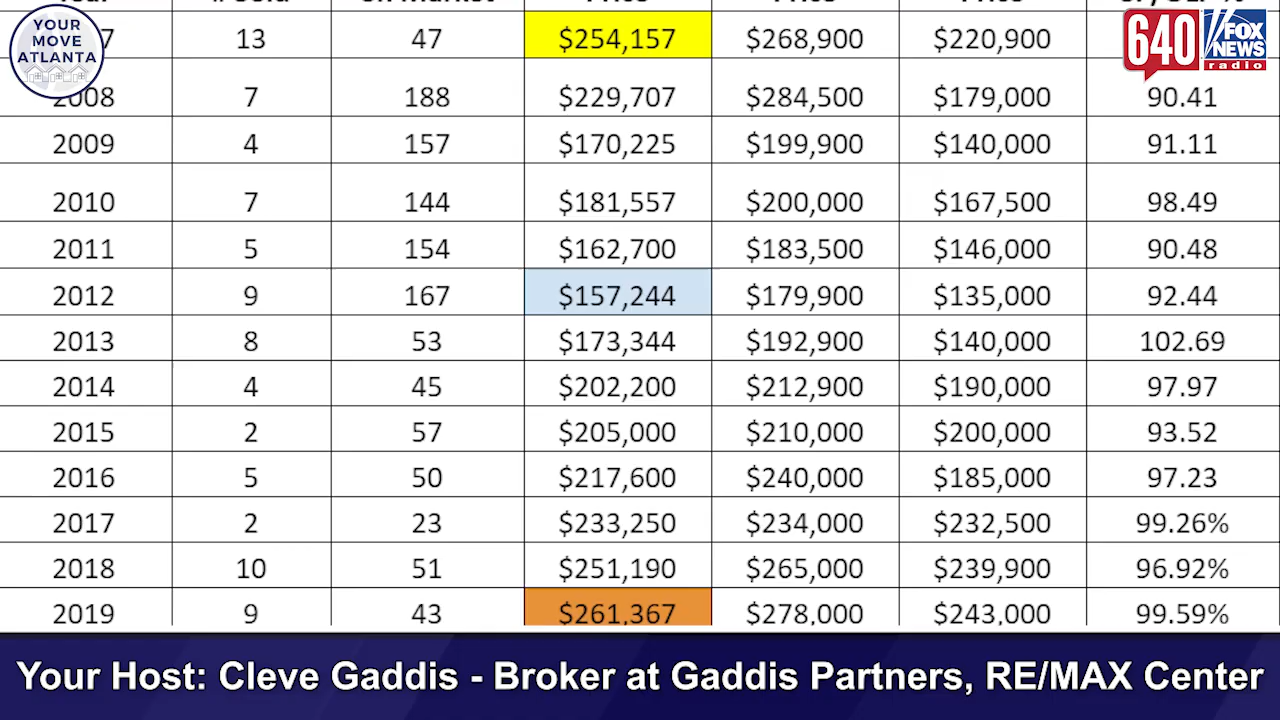 YOUR
MOVE
ATLANTA
640 FOX
NEWS
radio
7 13 47 $254,157 $268,900 $220,900
2008 7 188 $229,707 $284,500 $179,000 90.41
2009 4 157 $170,225 $199,900 $140,000 91.11
2010 7 144 $181,557 $200,000 $167,500 98.49
2011 5 154 $162,700 $183,500 $146,000 90.48
2012 9 167 $157,244 $179,900 $135,000 92.44
2013 8 53 $173,344 $192,900 $140,000 102.69
2014 4 45 $202,200 $212,900 $190,000 97.97
2015 2 57 $205,000 $210,000 $200,000 93.52
2016 5 50 $217,600 $240,000 $185,000 97.23
2017 2 23 $233,250 $234,000 $232,500 99.26%
2018 10 51 $251,190 $265,000 $239,900 96.92%
2019 9 43 $261,367 $278,000 $243,000 99.59%
Your Host: Cleve Gaddis - Broker at Gaddis Partners, RE/MAX Center